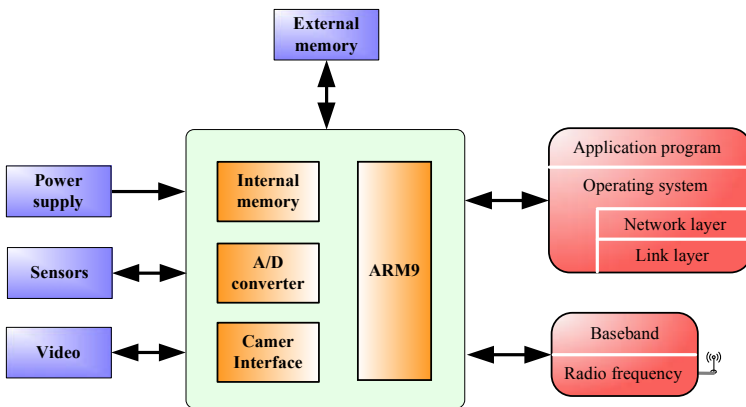 External
memory
Power
supply
Sensors
Video
Internal
memory
A/D
converter
Camer
Interface
ARM9
Application program
Operating system
Network layer
Link layer
Baseband
Radio frequency